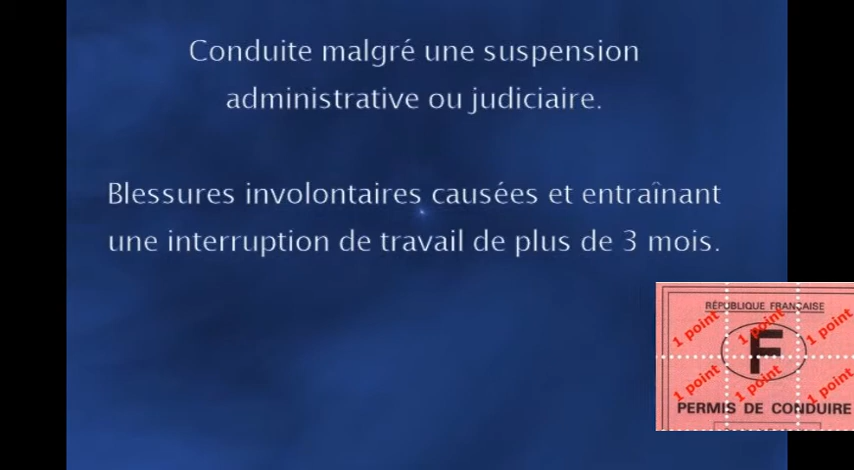 Conduite malgré une suspension
administrative ou judiciaire.
Blessures involontaires causées et entraînant
une interruption de travail de plus de 3 mois.
RÉPUBLIQUE FRANÇAISE
1 point 1 point 1 point
F
1 point 1 point 1 point
PERMIS DE CONDUIRE